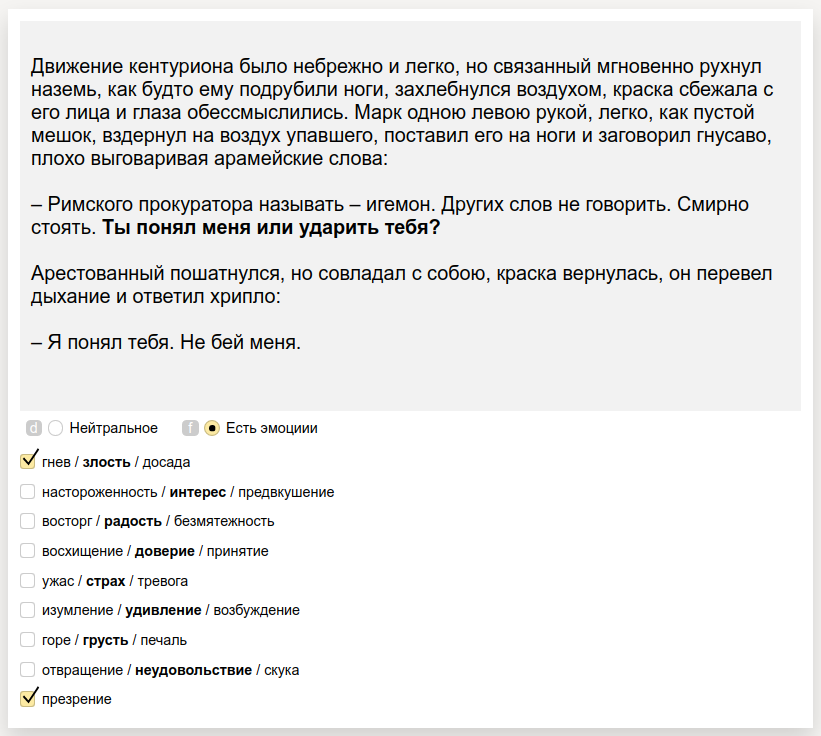 Движение кентуриона было небрежно и легко, но связанный мгновенно рухнул
наземь, как будто ему подрубили ноги, захлебнулся воздухом, краска сбежала с
его лица и глаза обессмыслились. Марк одною левою рукой, легко, как пустой
мешок, вздернул на воздух упавшего, поставил его на ноги и заговорил гнусаво,
плохо выговаривая арамейские слова:
– Римского прокуратора называть – игемон. Других слов не говорить. Смирно
стоять. Ты понял меня или ударить тебя?
Арестованный пошатнулся, но совладал с собою, краска вернулась, он перевел
дыхание и ответил хрипло:
– Я понял тебя. Не бей меня.
d Нейтральное f Есть эмоциии
гнев / злость / досада
настороженность / интерес / предвкушение
восторг / радость / безмятежность
восхищение / доверие / принятие
ужас / страх / тревога
изумление / удивление / возбуждение
горе / грусть / печаль
отвращение / неудовольствие / скука
презрение